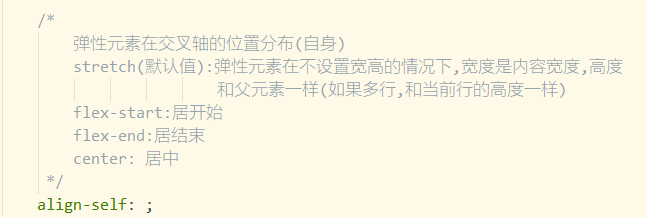 /*
弹性元素在交叉轴的位置分布(自身)
stretch(默认值):弹性元素在不设置宽高的情况下,宽度是内容宽度,高度
和父元素一样(如果多行,和当前行的高度一样)
flex-start:居开始
flex-end:居结束
center: 居中
*/
align-self: ;